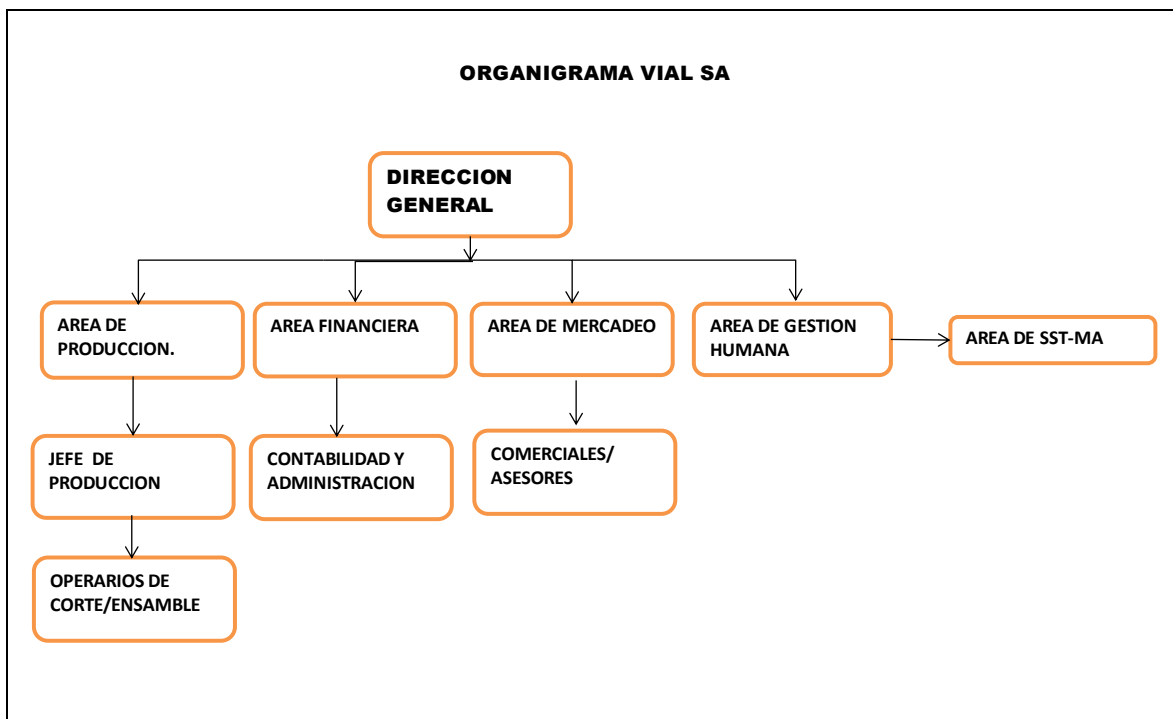 ORGANIGRAMA VIAL SA
DIRECCION
GENERAL
AREA DE
PRODUCCION.
AREA FINANCIERA
AREA DE MERCADEO
AREA DE GESTION
HUMANA
AREA DE SST-MA
JEFE DE
PRODUCCION
CONTABILIDAD Y
ADMINISTRACION
COMERCIALES/
ASESORES
OPERARIOS DE
CORTE/ENSAMBLE